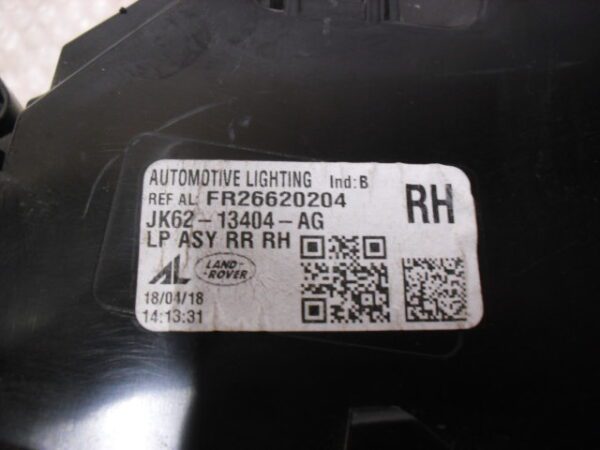 AUTOMOTIVE LIGHTING Ind:B
REF AL: FR26620204
RH
JK62-13404-AG
LP ASY RR RH
AL
LAND-
-ROVER
18/04/18
14:13:31